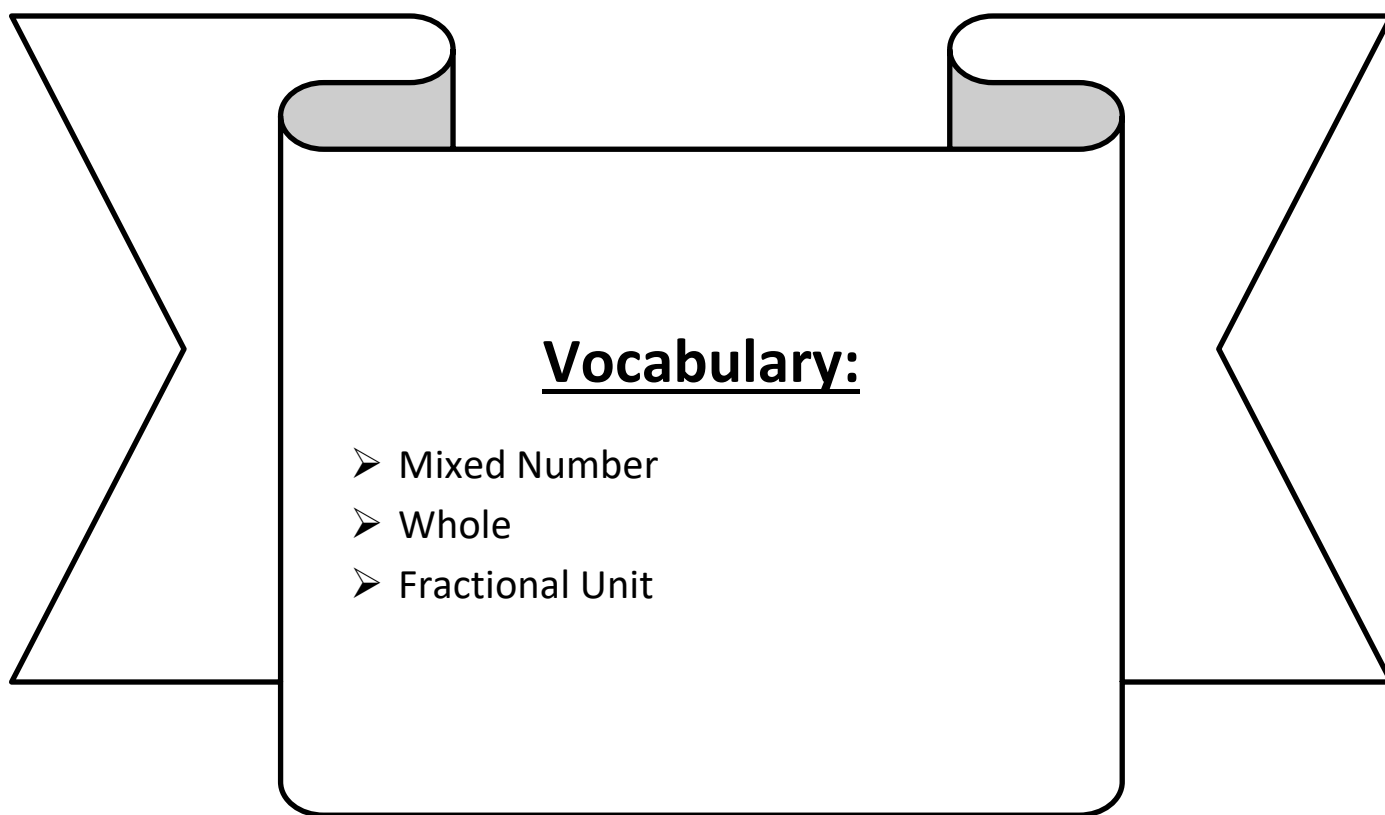 Vocabulary:
➢ Mixed Number
➢ Whole
➢ Fractional Unit